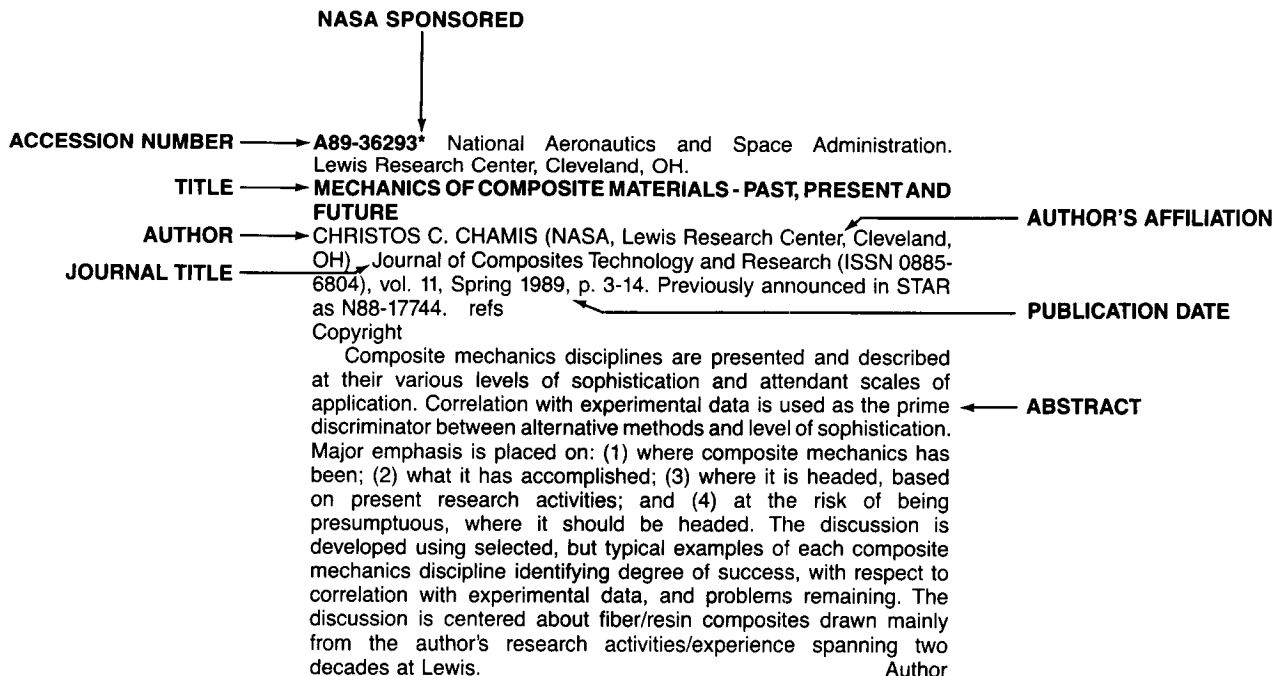 NASA SPONSORED
ACCESSION NUMBER
A89-36293* National Aeronautics and Space Administration.
Lewis Research Center, Cleveland, OH.
TITLE
MECHANICS OF COMPOSITE MATERIALS - PAST, PRESENT AND
FUTURE
AUTHOR'S AFFILIATION
AUTHOR
CHRISTOS C. CHAMIS (NASA, Lewis Research Center, Cleveland,
JOURNAL TITLE
OH) Journal of Composites Technology and Research (ISSN 0885-
6804), vol. 11, Spring 1989, p. 3-14. Previously announced in STAR
as N88-17744. refs
PUBLICATION DATE
Copyright
Composite mechanics disciplines are presented and described
at their various levels of sophistication and attendant scales of
application. Correlation with experimental data is used as the prime
ABSTRACT
discriminator between alternative methods and level of sophistication.
Major emphasis is placed on: (1) where composite mechanics has
been; (2) what it has accomplished; (3) where it is headed, based
on present research activities; and (4) at the risk of being
presumptuous, where it should be headed. The discussion is
developed using selected, but typical examples of each composite
mechanics discipline identifying degree of success, with respect to
correlation with experimental data, and problems remaining. The
discussion is centered about fiber/resin composites drawn mainly
from the author's research activities/experience spanning two
decades at Lewis. Author